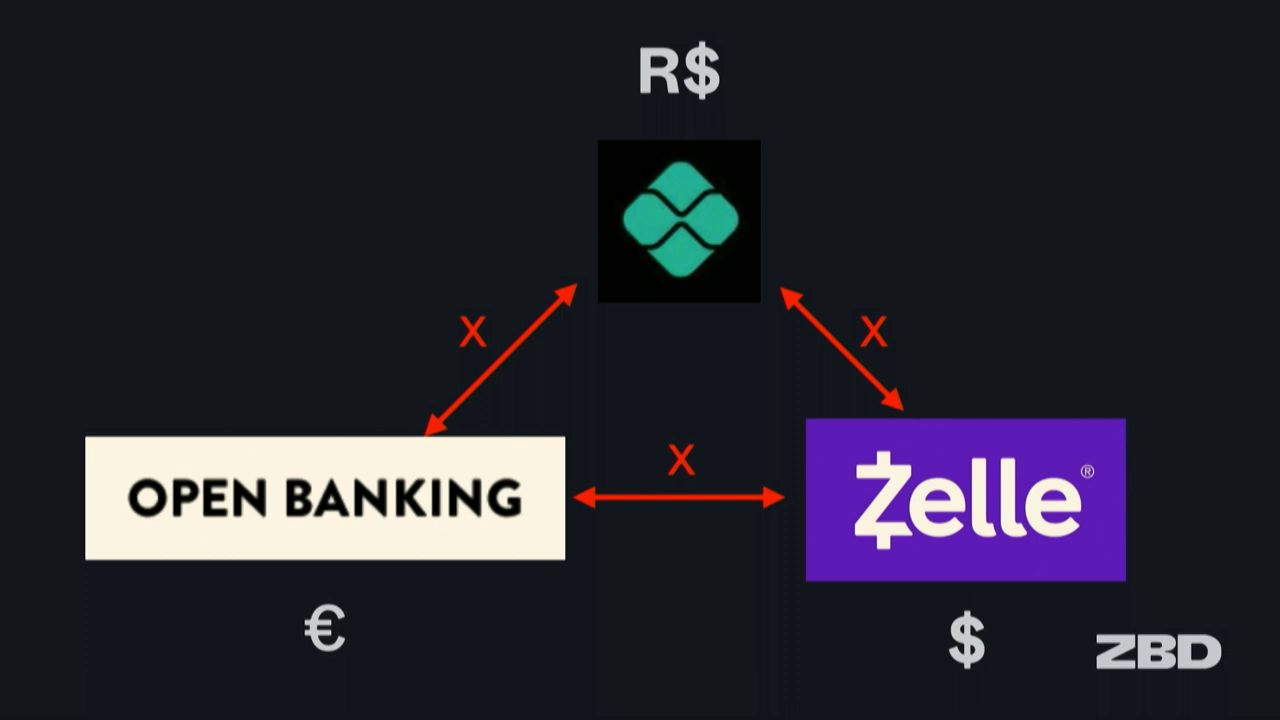 R$
X
X
X
OPEN BANKING
Zelle®
€
$
ZBD